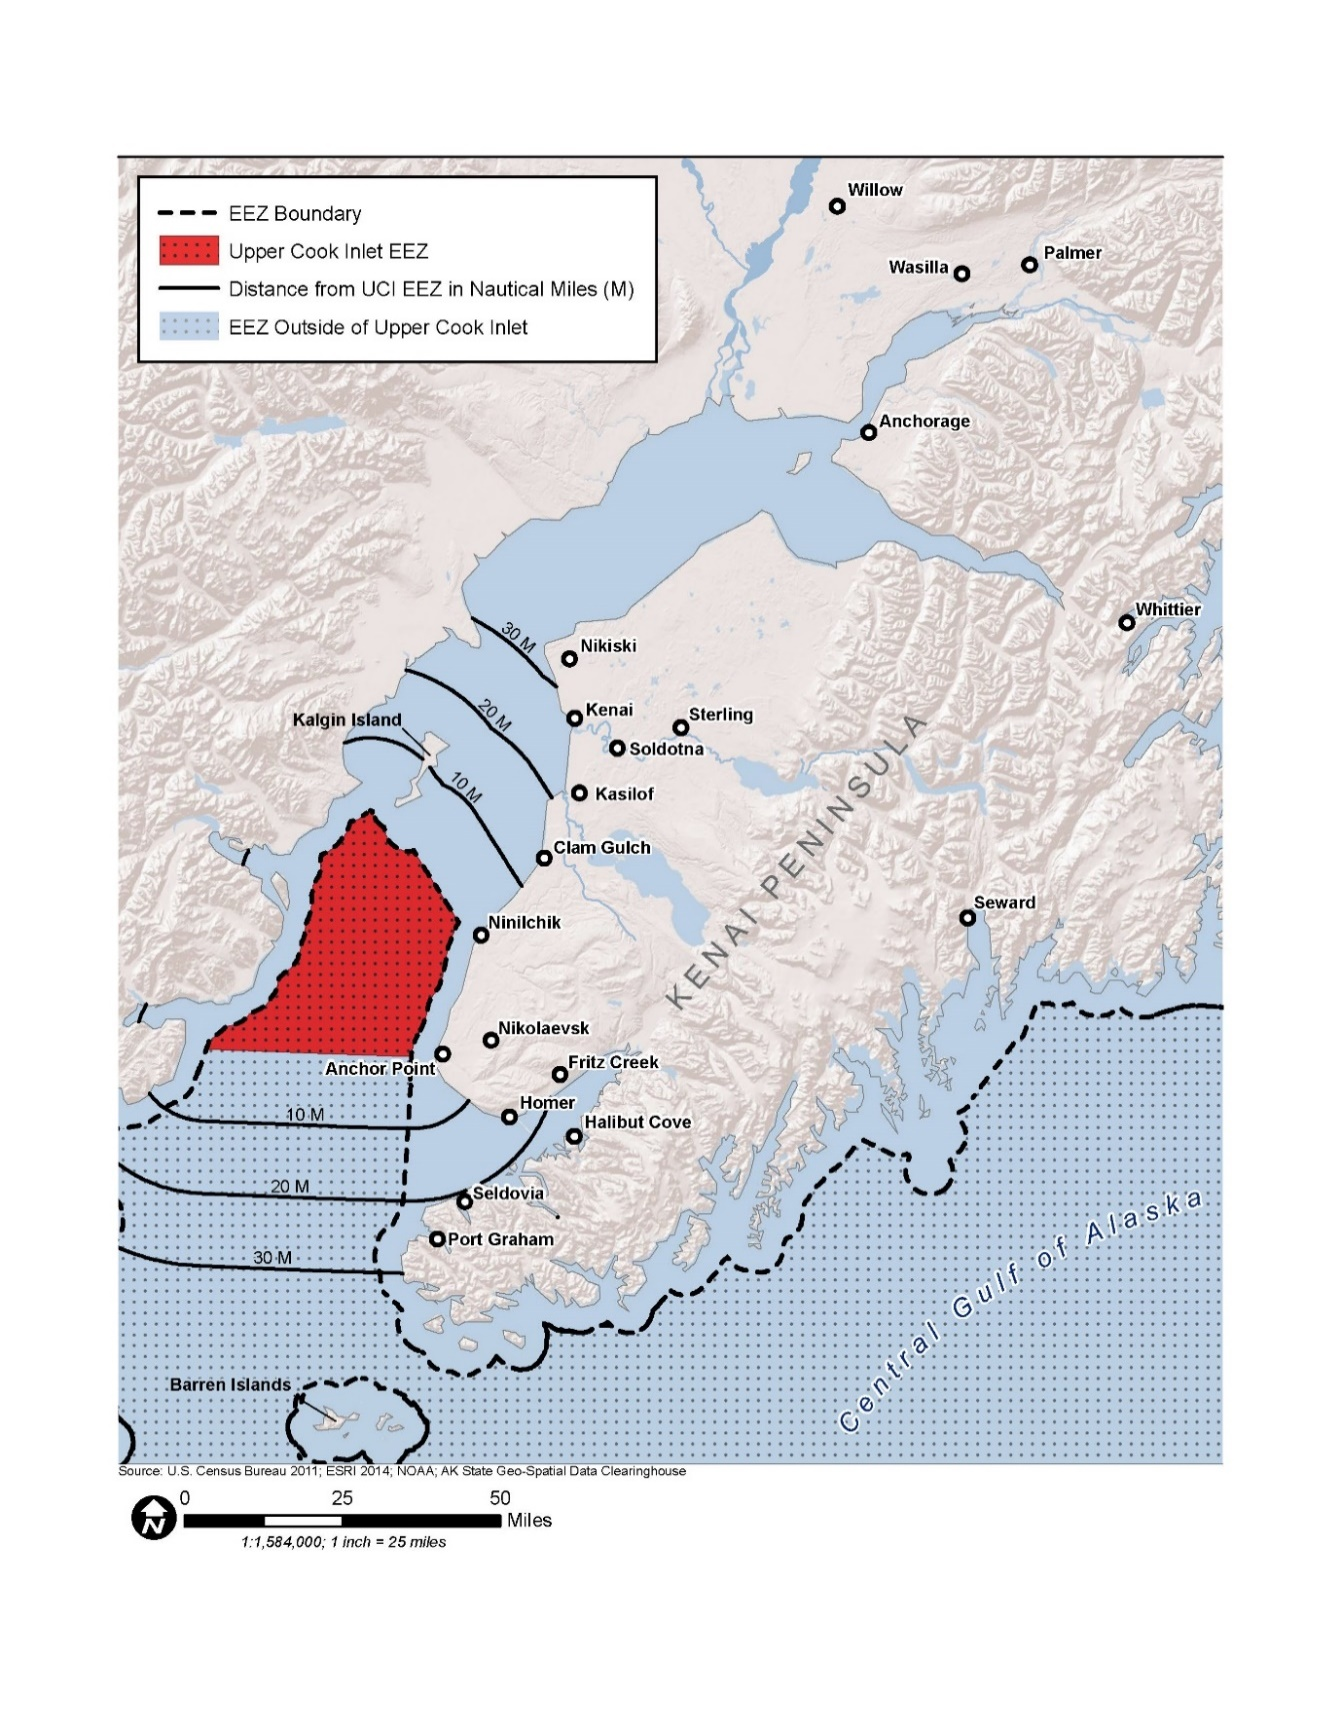 EEZ Boundary
Upper Cook Inlet EEZ
Distance from UCI EEZ in Nautical Miles (M)
EEZ Outside of Upper Cook Inlet
Willow
Palmer
Wasilla
Anchorage
Whittier
30 M
Nikiski
Kenai
Sterling
20 M
Kalgin Island
Soldotna
10 M
Kasilof
Clam Gulch
KENAI PENINSULA
Seward
Ninilchik
Nikolaevsk
Anchor Point
Fritz Creek
Homer
10 M
Halibut Cove
20 M
Seldovia
Port Graham
30 M
Central Gulf of Alaska
Barren Islands
Source: U.S. Census Bureau 2011; ESRI 2014; NOAA; AK State Geo-Spatial Data Clearinghouse
N
0 25 50
Miles
1:1,584,000; 1 inch = 25 miles